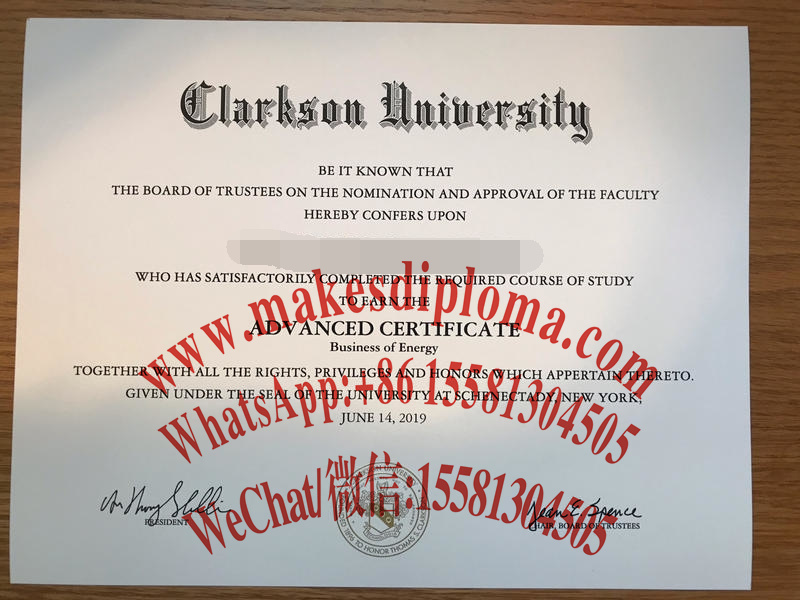 Clarkson University
BE IT KNOWN THAT
THE BOARD OF TRUSTEES ON THE NOMINATION AND APPROVAL OF THE FACULTY
HEREBY CONFERS UPON
WHO HAS SATISFACTORILY COMPLETED THE REQUIRED COURSE OF STUDY
TO EARN THE
ADVANCED CERTIFICATE
Business of Energy
TOGETHER WITH ALL THE RIGHTS, PRIVILEGES AND HONORS WHICH APPERTAIN THERETO.
GIVEN UNDER THE SEAL OF THE UNIVERSITY AT SCHENECTADY, NEW YORK,
JUNE 14, 2019
www.makesdiploma.com
WhatsApp:+86 15581304505
WeChat/微信:15581304505
PRESIDENT
Jean E. Spence
CHAIR, BOARD OF TRUSTEES